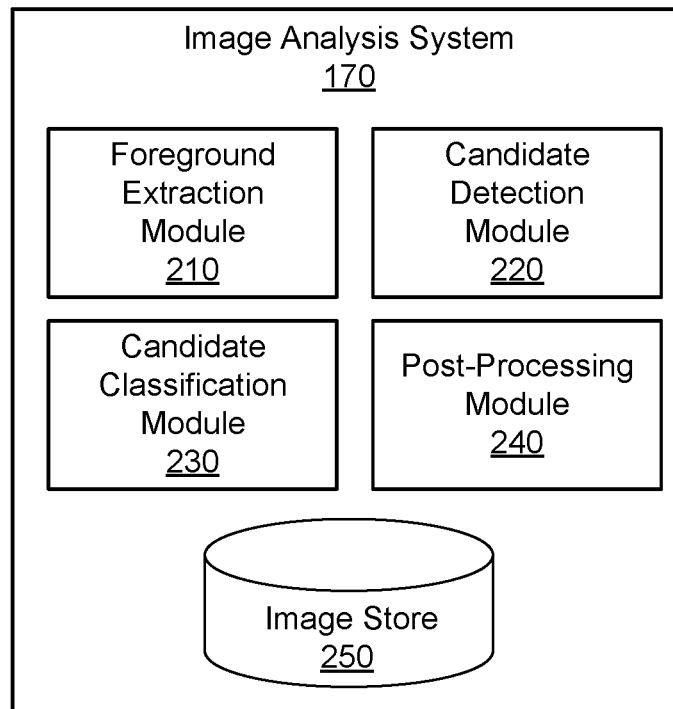 Image Analysis System
170
Foreground
Extraction
Module
210
Candidate
Detection
Module
220
Candidate
Classification
Module
230
Post-Processing
Module
240
Image Store
250